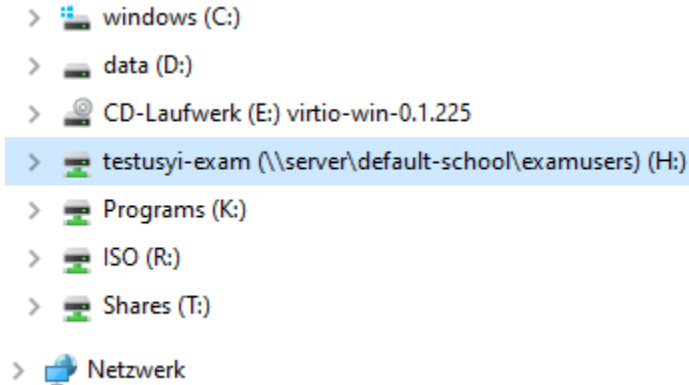 windows (C:)
data (D:)
CD-Laufwerk (E:) virtio-win-0.1.225
testusyi-exam (\\server\default-school\examusers) (H:)
Programs (K:)
ISO (R:)
Shares (T:)
Netzwerk